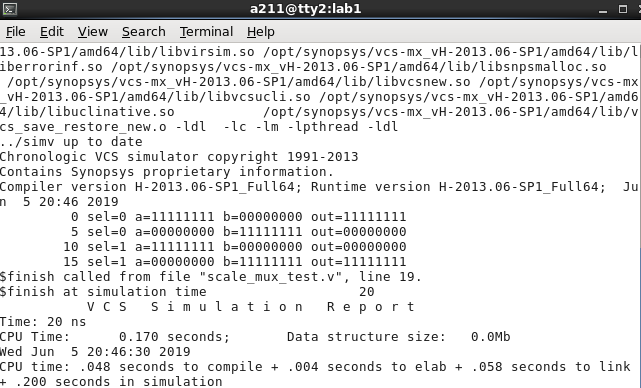 a211@tty2:lab1
File Edit View Search Terminal Help
13.06-SP1/amd64/lib/libvirsim.so /opt/synopsys/vcs-mx_vH-2013.06-SP1/amd64/lib/l
iberrorinf.so /opt/synopsys/vcs-mx_vH-2013.06-SP1/amd64/lib/libsnpsmalloc.so
 /opt/synopsys/vcs-mx_vH-2013.06-SP1/amd64/lib/libvcsnew.so /opt/synopsys/vcs-mx
_vH-2013.06-SP1/amd64/lib/libvcsucli.so /opt/synopsys/vcs-mx_vH-2013.06-SP1/amd6
4/lib/libuclinative.so          /opt/synopsys/vcs-mx_vH-2013.06-SP1/amd64/lib/v
cs_save_restore_new.o -ldl  -lc -lm -lpthread -ldl
../simv up to date
Chronologic VCS simulator copyright 1991-2013
Contains Synopsys proprietary information.
Compiler version H-2013.06-SP1_Full64; Runtime version H-2013.06-SP1_Full64;  Ju
n  5 20:46 2019
         0 sel=0 a=11111111 b=00000000 out=11111111
         5 sel=0 a=00000000 b=11111111 out=00000000
        10 sel=1 a=11111111 b=00000000 out=00000000
        15 sel=1 a=00000000 b=11111111 out=11111111
$finish called from file "scale_mux_test.v", line 19.
$finish at simulation time                   20
           V C S   S i m u l a t i o n   R e p o r t
Time: 20 ns
CPU Time:      0.170 seconds;       Data structure size:   0.0Mb
Wed Jun  5 20:46:30 2019
CPU time: .048 seconds to compile + .004 seconds to elab + .058 seconds to link
+ .200 seconds in simulation